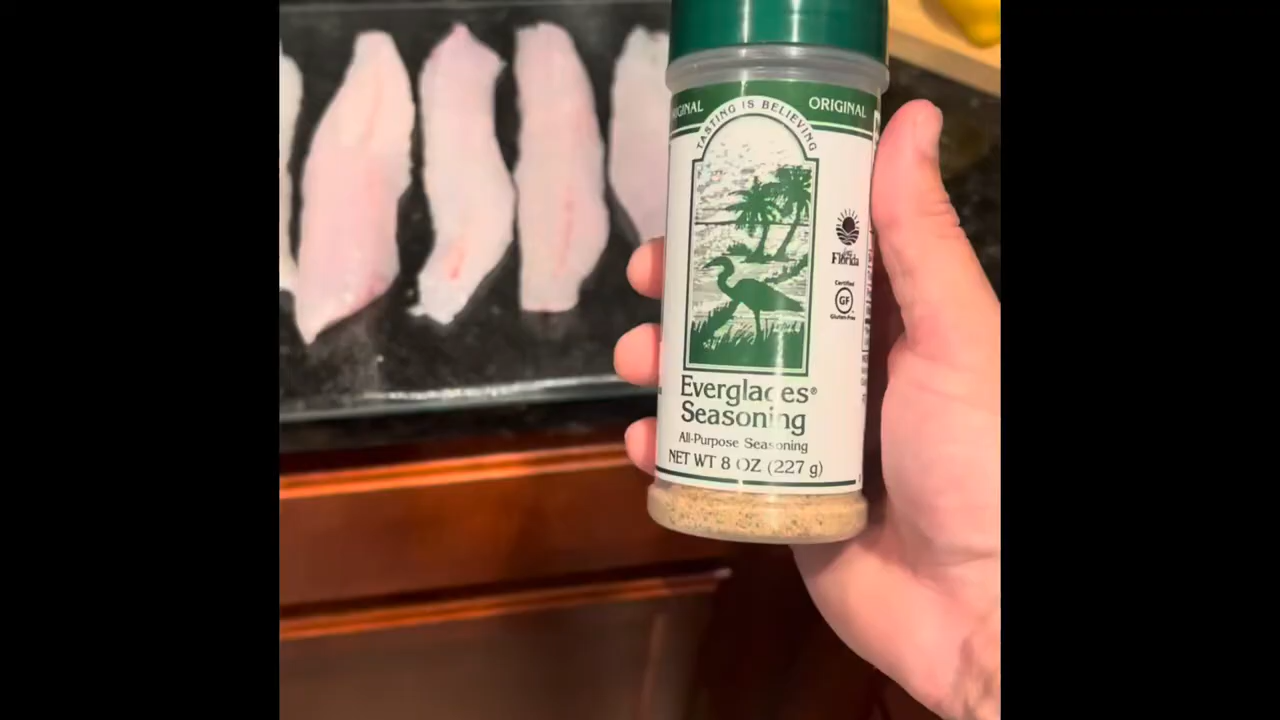 ORIGINAL
TASTING IS BELIEVING
Fresh from
Florida
Certified
GF
Gluten-Free
Everglades®
Seasoning
All-Purpose Seasoning
NET WT 8 OZ (227 g)